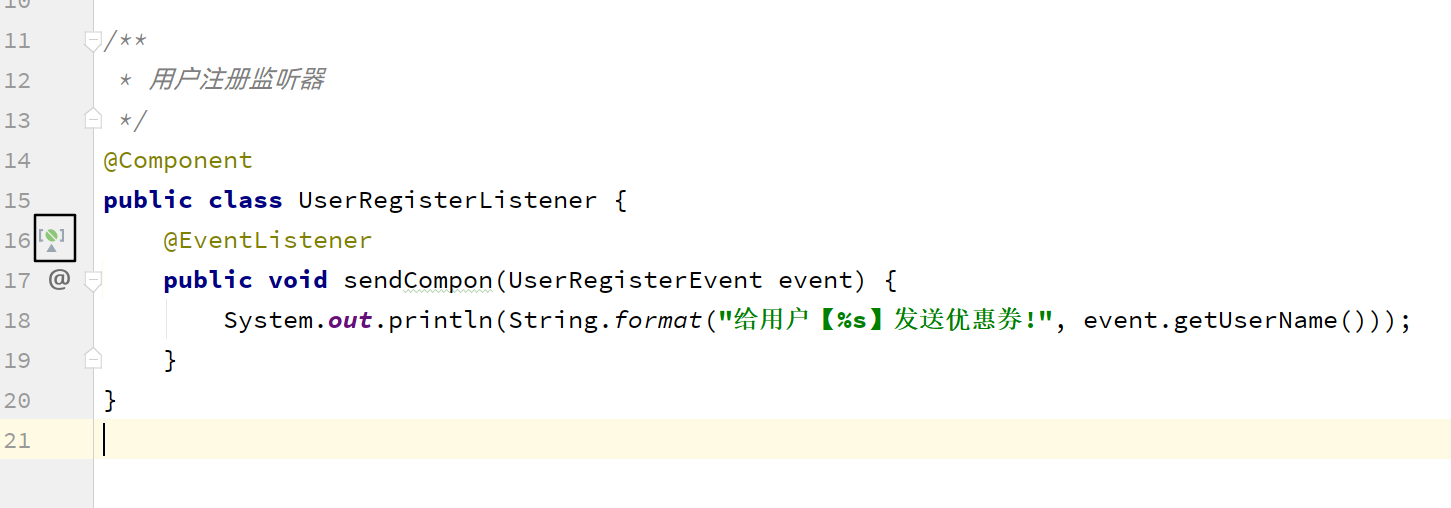 10
11 /**
12 * 用户注册监听器
13 */
14 @Component
15 public class UserRegisterListener {
16 @EventListener
17 @ public void sendCompon(UserRegisterEvent event) {
18 System.out.println(String.format("给用户【%s】发送优惠劵!", event.getUserName()));
19 }
20 }
21